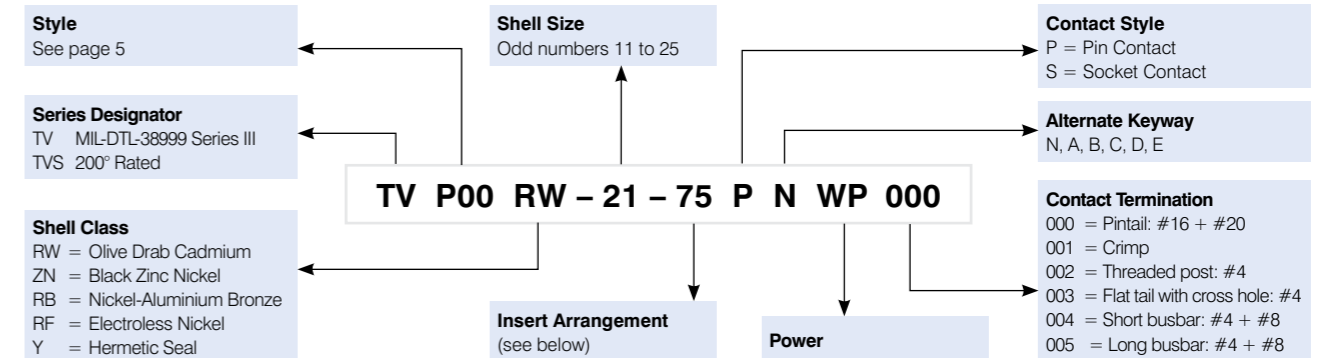 Style
See page 5
Shell Size
Odd numbers 11 to 25
Contact Style
P = Pin Contact
S = Socket Contact
Series Designator
TV MIL-DTL-38999 Series III
TVS 200° Rated
Alternate Keyway
N, A, B, C, D, E
TV P00 RW – 21 – 75 P N WP 000
Shell Class
RW = Olive Drab Cadmium
ZN = Black Zinc Nickel
RB = Nickel-Aluminium Bronze
RF = Electroless Nickel
Y = Hermetic Seal
Insert Arrangement
(see below)
Power
Contact Termination
000 = Pintail: #16 + #20
001 = Crimp
002 = Threaded post: #4
003 = Flat tail with cross hole: #4
004 = Short busbar: #4 + #8
005 = Long busbar: #4 + #8